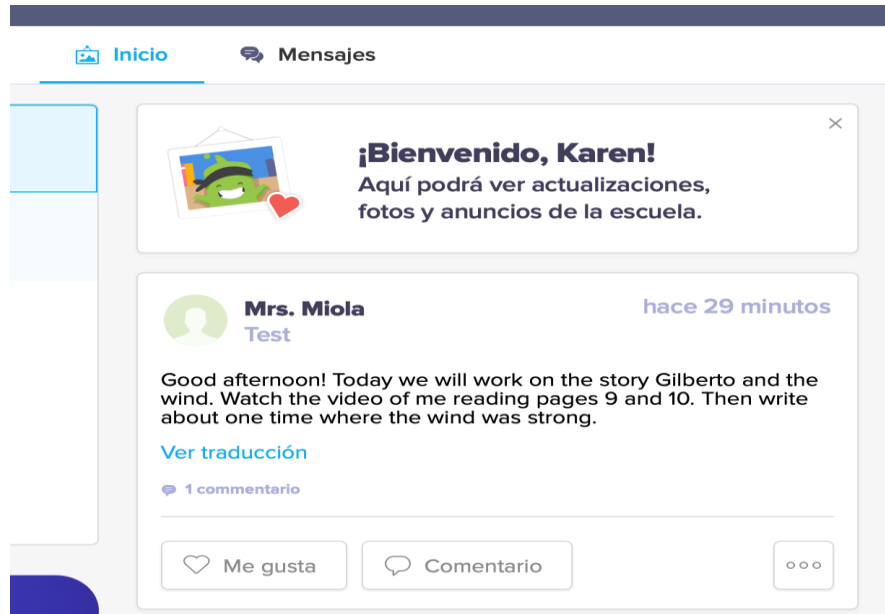 Inicio
Mensajes
¡Bienvenido, Karen!
Aquí podrá ver actualizaciones,
fotos y anuncios de la escuela.
Mrs. Miola
hace 29 minutos
Test
Good afternoon! Today we will work on the story Gilberto and the
wind. Watch the video of me reading pages 9 and 10. Then write
about one time where the wind was strong.
Ver traducción
1 commentario
Me gusta
Comentario